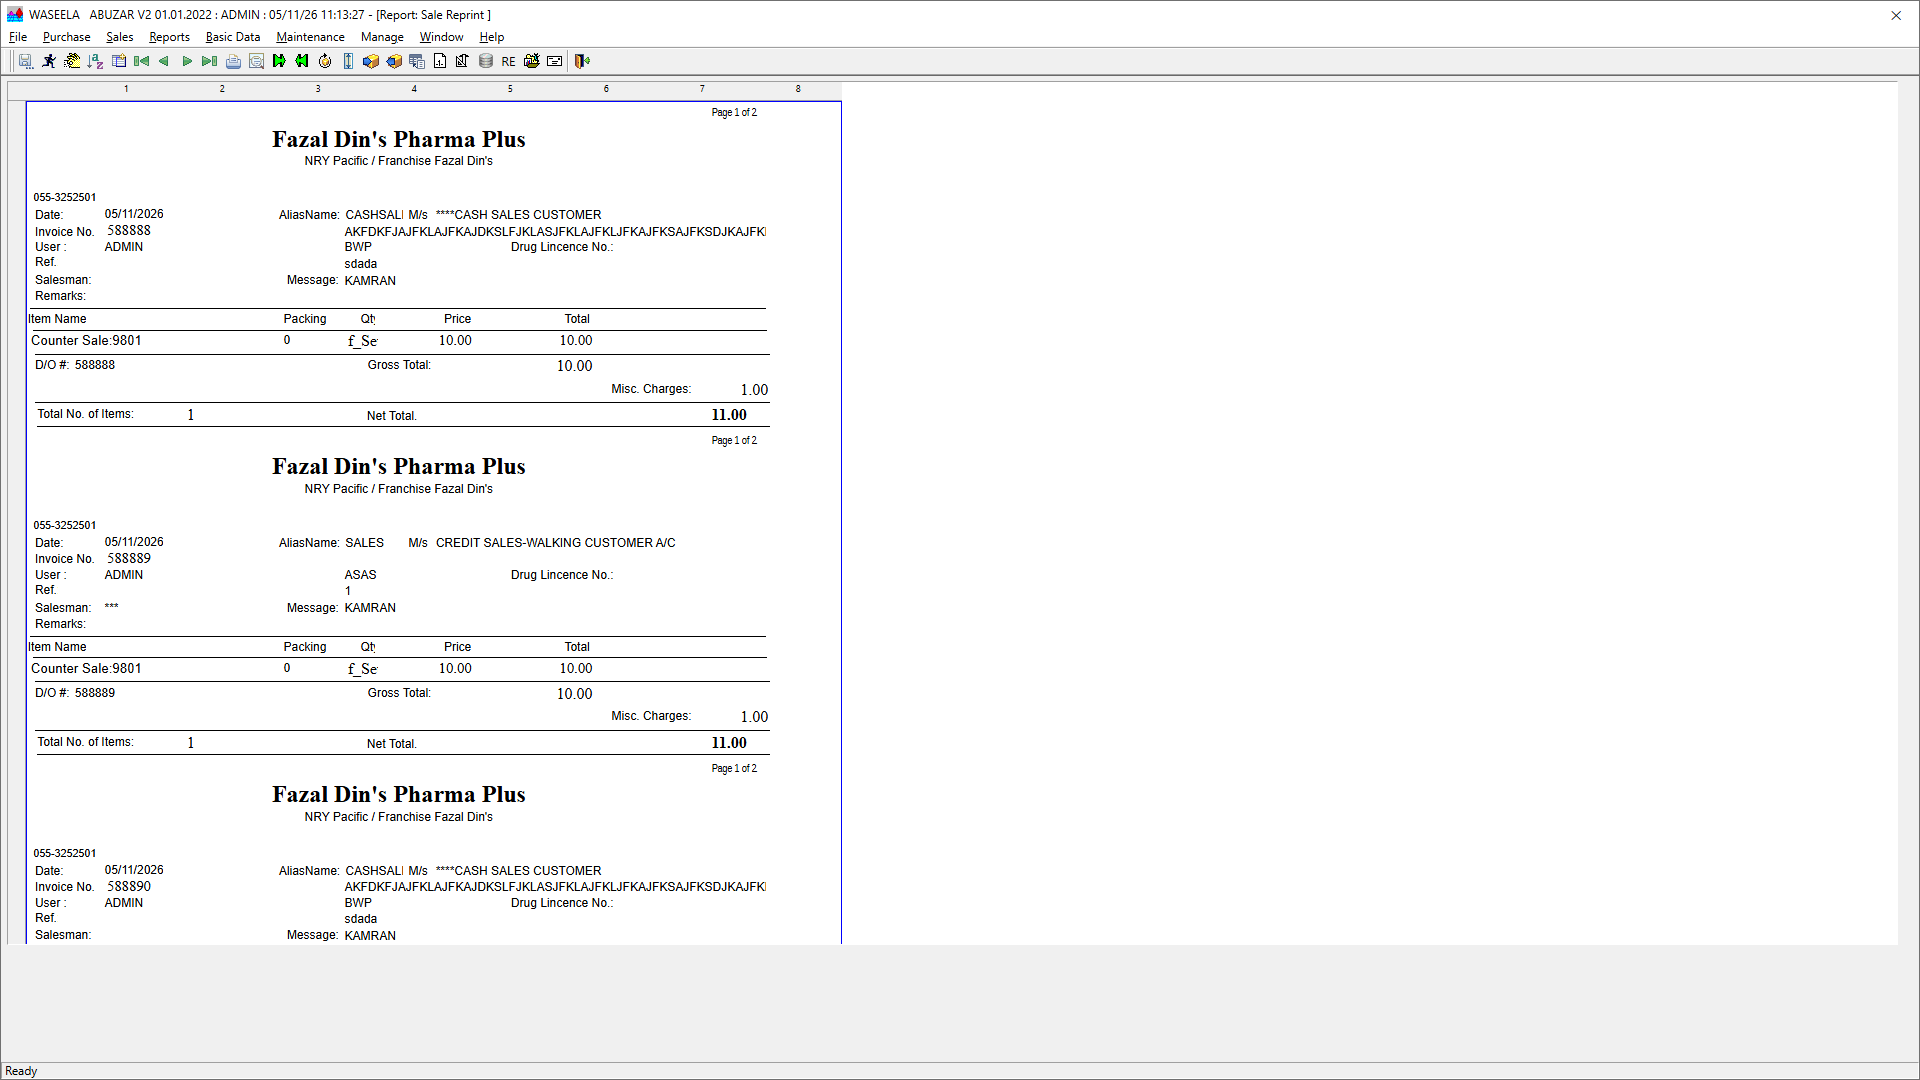 WASEELA ABUZAR V2 01.01.2022 : ADMIN : 05/11/26 11:13:27 - [Report: Sale Reprint ]
File Purchase Sales Reports Basic Data Maintenance Manage Window Help
RE
1 2 3 4 5 6 7 8
Page 1 of 2
Fazal Din's Pharma Plus
NRY Pacific / Franchise Fazal Din's
055-3252501
Date: 05/11/2026 AliasName: CASHSALI M/s ****CASH SALES CUSTOMER
Invoice No. 588888 AKFDKFJAJFKLAJFKAJDKSLFJKLASJFKLAJFKLJFKAJFKSAJFKSDJKAJFK
User : ADMIN BWP Drug Lincence No.:
Ref. sdada
Salesman: Message: KAMRAN
Remarks:
Item Name Packing Qty Price Total
Counter Sale:9801 0 f_Se 10.00 10.00
D/O #: 588888 Gross Total: 10.00
Misc. Charges: 1.00
Total No. of Items: 1 Net Total. 11.00
Page 1 of 2
Fazal Din's Pharma Plus
NRY Pacific / Franchise Fazal Din's
055-3252501
Date: 05/11/2026 AliasName: SALES M/s CREDIT SALES-WALKING CUSTOMER A/C
Invoice No. 588889
User : ADMIN ASAS Drug Lincence No.:
Ref. 1
Salesman: *** Message: KAMRAN
Remarks:
Item Name Packing Qty Price Total
Counter Sale:9801 0 f_Se 10.00 10.00
D/O #: 588889 Gross Total: 10.00
Misc. Charges: 1.00
Total No. of Items: 1 Net Total. 11.00
Page 1 of 2
Fazal Din's Pharma Plus
NRY Pacific / Franchise Fazal Din's
055-3252501
Date: 05/11/2026 AliasName: CASHSALI M/s ****CASH SALES CUSTOMER
Invoice No. 588890 AKFDKFJAJFKLAJFKAJDKSLFJKLASJFKLAJFKLJFKAJFKSAJFKSDJKAJFK
User : ADMIN BWP Drug Lincence No.:
Ref. sdada
Salesman: Message: KAMRAN
Ready